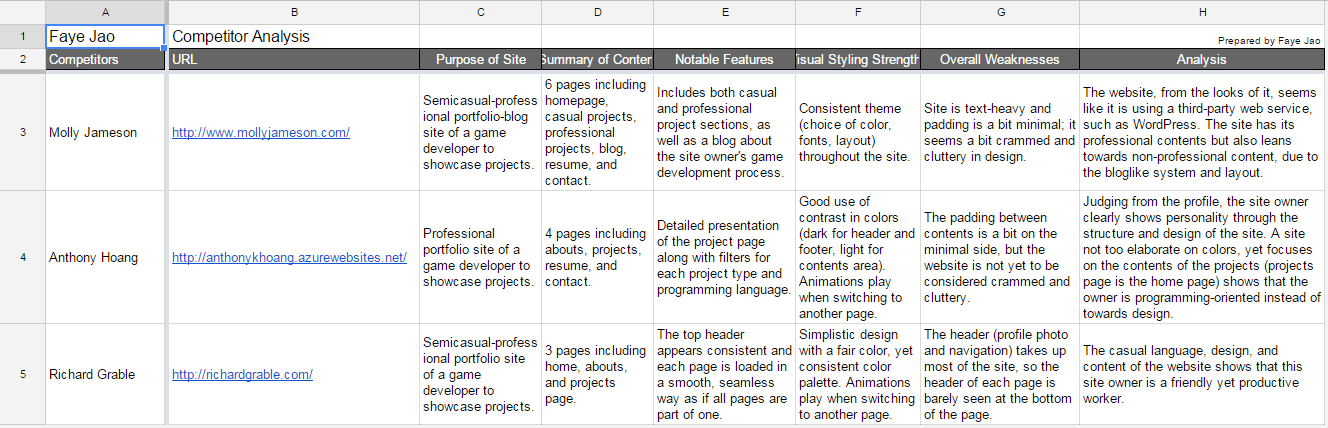 A B C D E F G H
1 Faye Jao Competitor Analysis Prepared by Faye Jao
2 Competitors URL Purpose of Site Summary of Conten Notable Features isual Styling Strength Overall Weaknesses Analysis
3
Molly Jameson
http://www.mollyjameson.com/
Semicasual-profess
ional portfolio-blog
site of a game
developer to
showcase projects.
6 pages including
homepage,
casual projects,
professional
projects, blog,
resume, and
contact.
Includes both casual
and professional
project sections, as
well as a blog about
the site owner's game
development process.
Consistent theme
(choice of color,
fonts, layout)
throughout the site.
Site is text-heavy and
padding is a bit minimal; it
seems a bit crammed and
cluttery in design.
The website, from the looks of it, seems
like it is using a third-party web service,
such as WordPress. The site has its
professional contents but also leans
towards non-professional content, due to
the bloglike system and layout.
4
Anthony Hoang
http://anthonykhoang.azurewebsites.net/
Professional
portfolio site of a
game developer to
showcase projects.
4 pages including
abouts, projects,
resume, and
contact.
Detailed presentation
of the project page
along with filters for
each project type and
programming language.
Good use of
contrast in colors
(dark for header and
footer, light for
contents area).
Animations play
when switching to
another page.
The padding between
contents is a bit on the
minimal side, but the
website is not yet to be
considered crammed and
cluttery.
Judging from the profile, the site owner
clearly shows personality through the
structure and design of the site. A site
not too elaborate on colors, yet focuses
on the contents of the projects (projects
page is the home page) shows that the
owner is programming-oriented instead of
towards design.
5
Richard Grable
http://richardgrable.com/
Semicasual-profess
ional portfolio site
of a game
developer to
showcase projects.
3 pages including
home, abouts,
and projects
page.
The top header
appears consistent and
each page is loaded in
a smooth, seamless
way as if all pages are
part of one.
Simplistic design
with a fair color, yet
consistent color
palette. Animations
play when switching
to another page.
The header (profile photo
and navigation) takes up
most of the site, so the
header of each page is
barely seen at the bottom
of the page.
The casual language, design, and
content of the website shows that this
site owner is a friendly yet productive
worker.